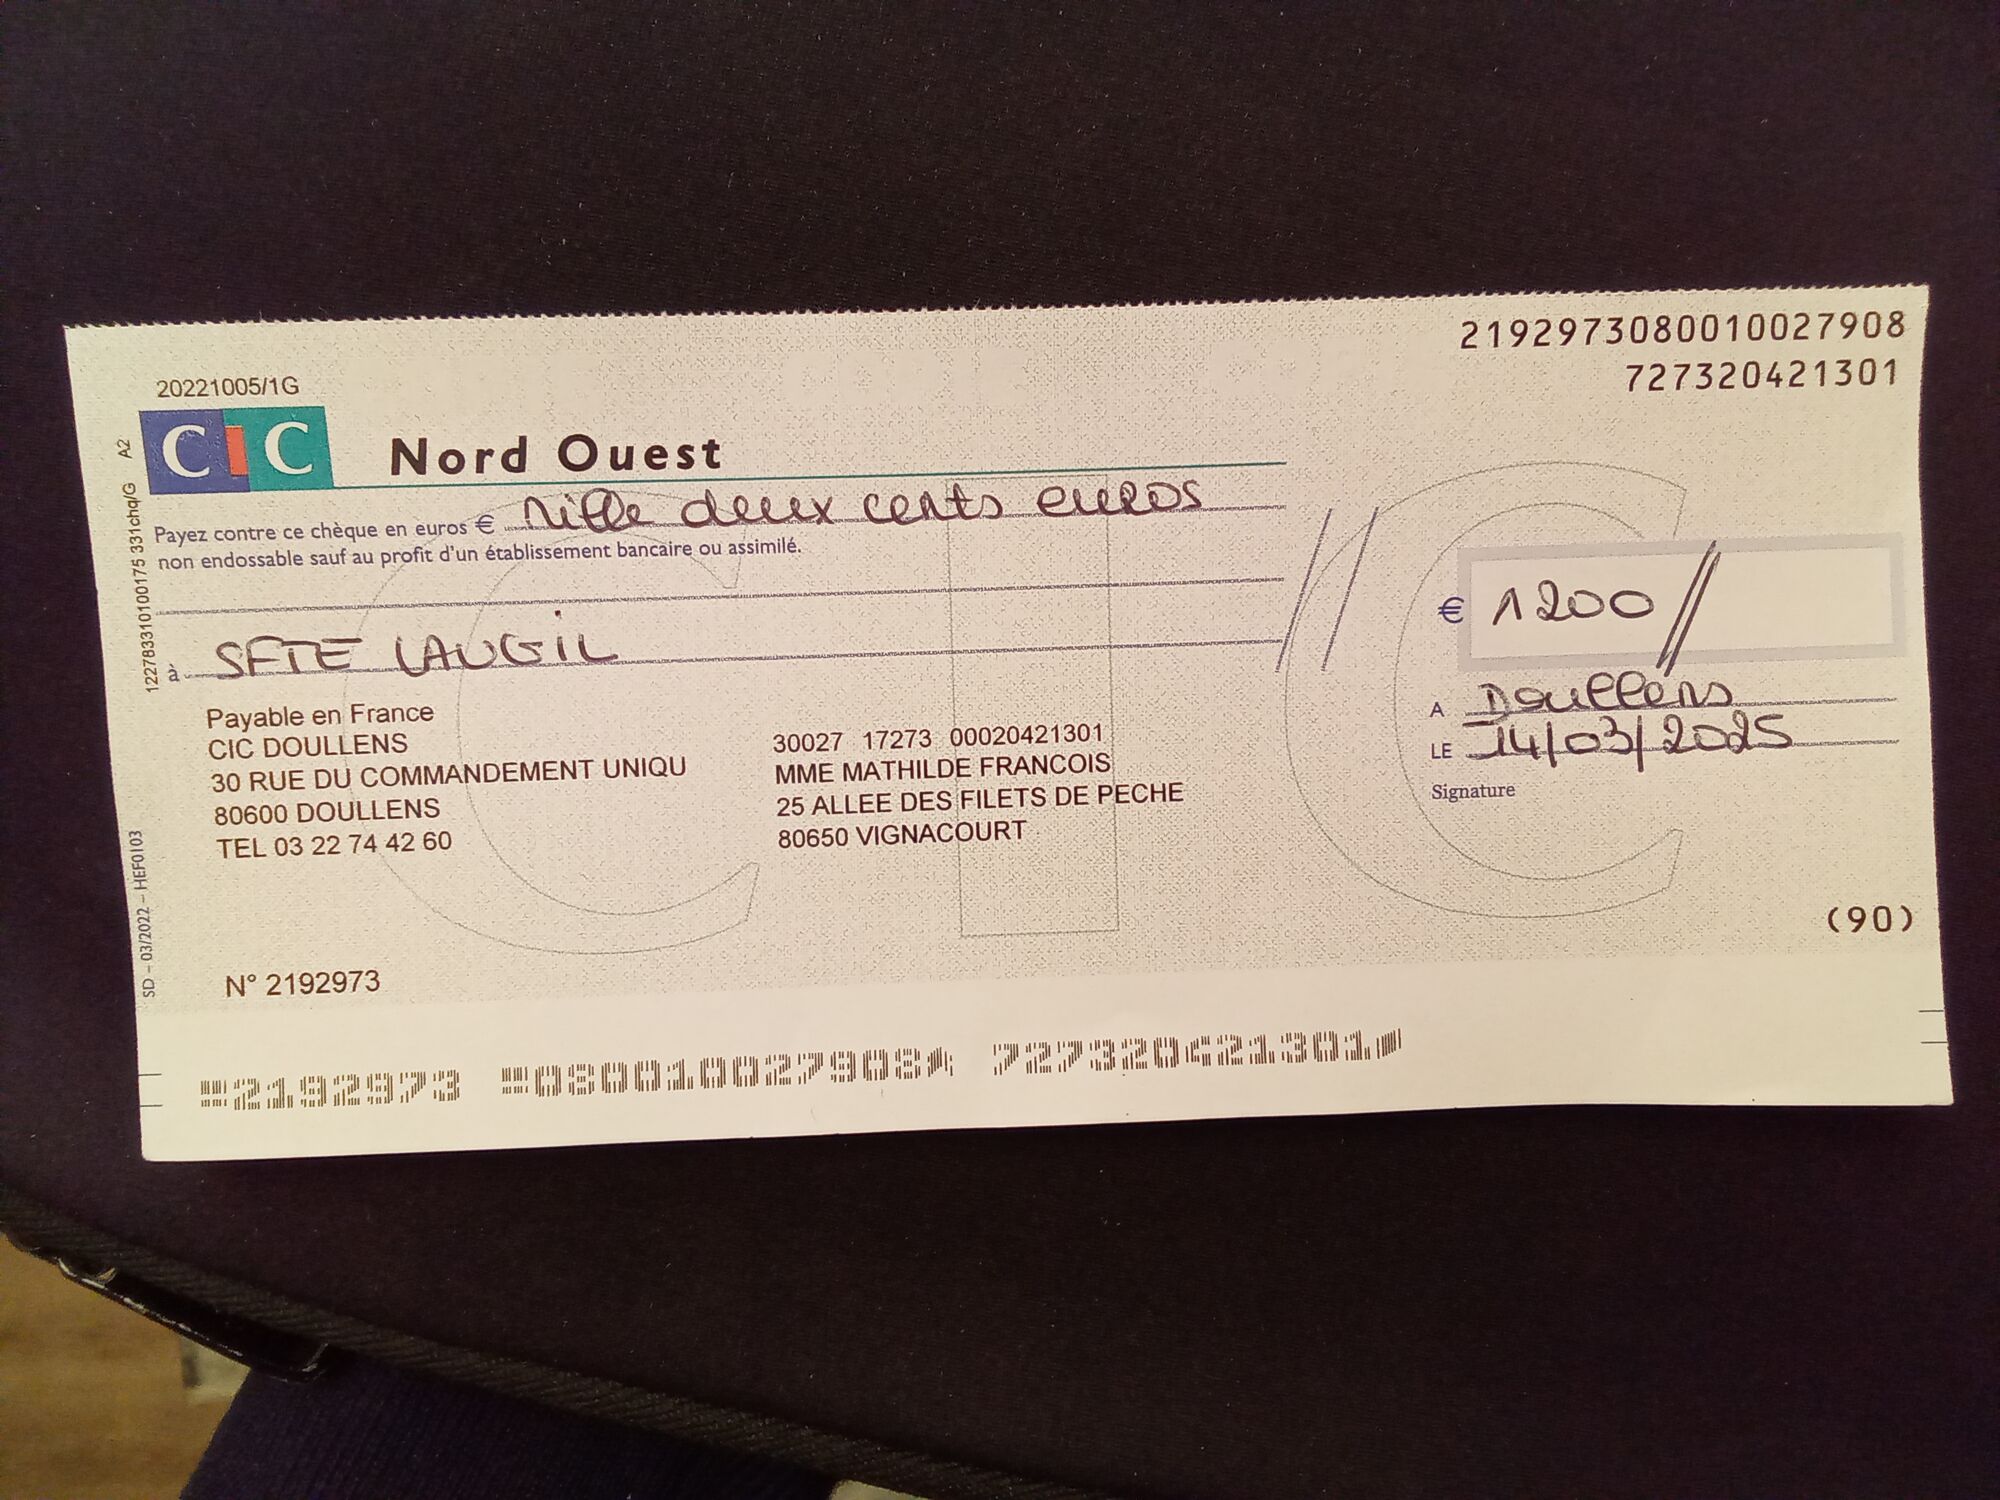 2192973080010027908
727320421301
20221005/1G
CIC Nord Ouest
Payez contre ce chèque en euros € Mille deux cents euros
non endossable sauf au profit d'un établissement bancaire ou assimilé.
€ 1200//
à SFTE LAUGIL
A Doullens
LE 14/03/2025
Signature
Payable en France
CIC DOULLENS
30 RUE DU COMMANDEMENT UNIQU
80600 DOULLENS
TEL 03 22 74 42 60
30027 17273 00020421301
MME MATHILDE FRANCOIS
25 ALLEE DES FILETS DE PECHE
80650 VIGNACOURT
(90)
N° 2192973
2192973 080010027908 727320421301
122783310100175 331chq/G A2
SD – 03/2022 – HEF0103